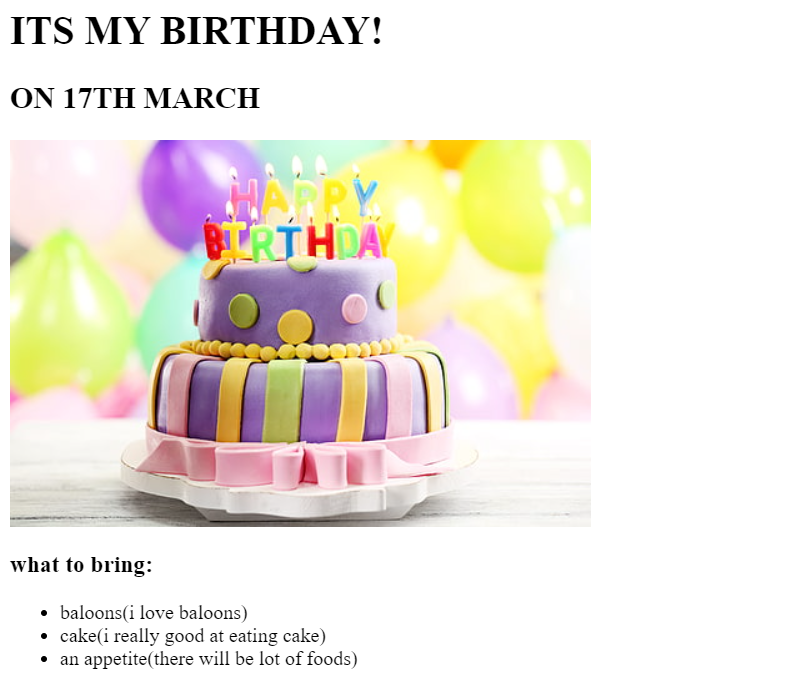 ITS MY BIRTHDAY!
ON 17TH MARCH
HAPPY
BIRTHDAY
what to bring:
baloons(i love baloons)
cake(i really good at eating cake)
an appetite(there will be lot of foods)